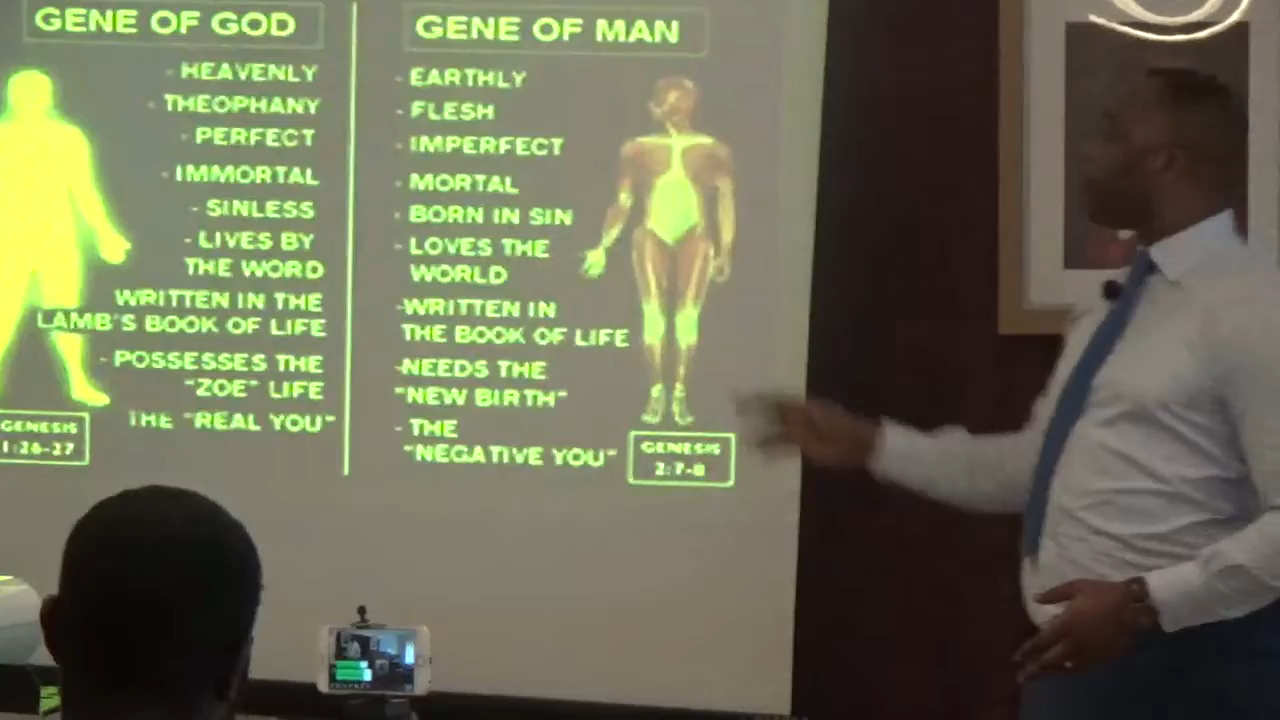 GENE OF GOD
- HEAVENLY
- THEOPHANY
- PERFECT
- IMMORTAL
- SINLESS
- LIVES BY
THE WORD
WRITTEN IN THE
LAMB'S BOOK OF LIFE
- POSSESSES THE
"ZOE" LIFE
THE "REAL YOU"
GENESIS
1:26-27
GENE OF MAN
- EARTHLY
- FLESH
- IMPERFECT
- MORTAL
- BORN IN SIN
- LOVES THE
WORLD
-WRITTEN IN
THE BOOK OF LIFE
-NEEDS THE
"NEW BIRTH"
- THE
"NEGATIVE YOU"
GENESIS
2:7-8